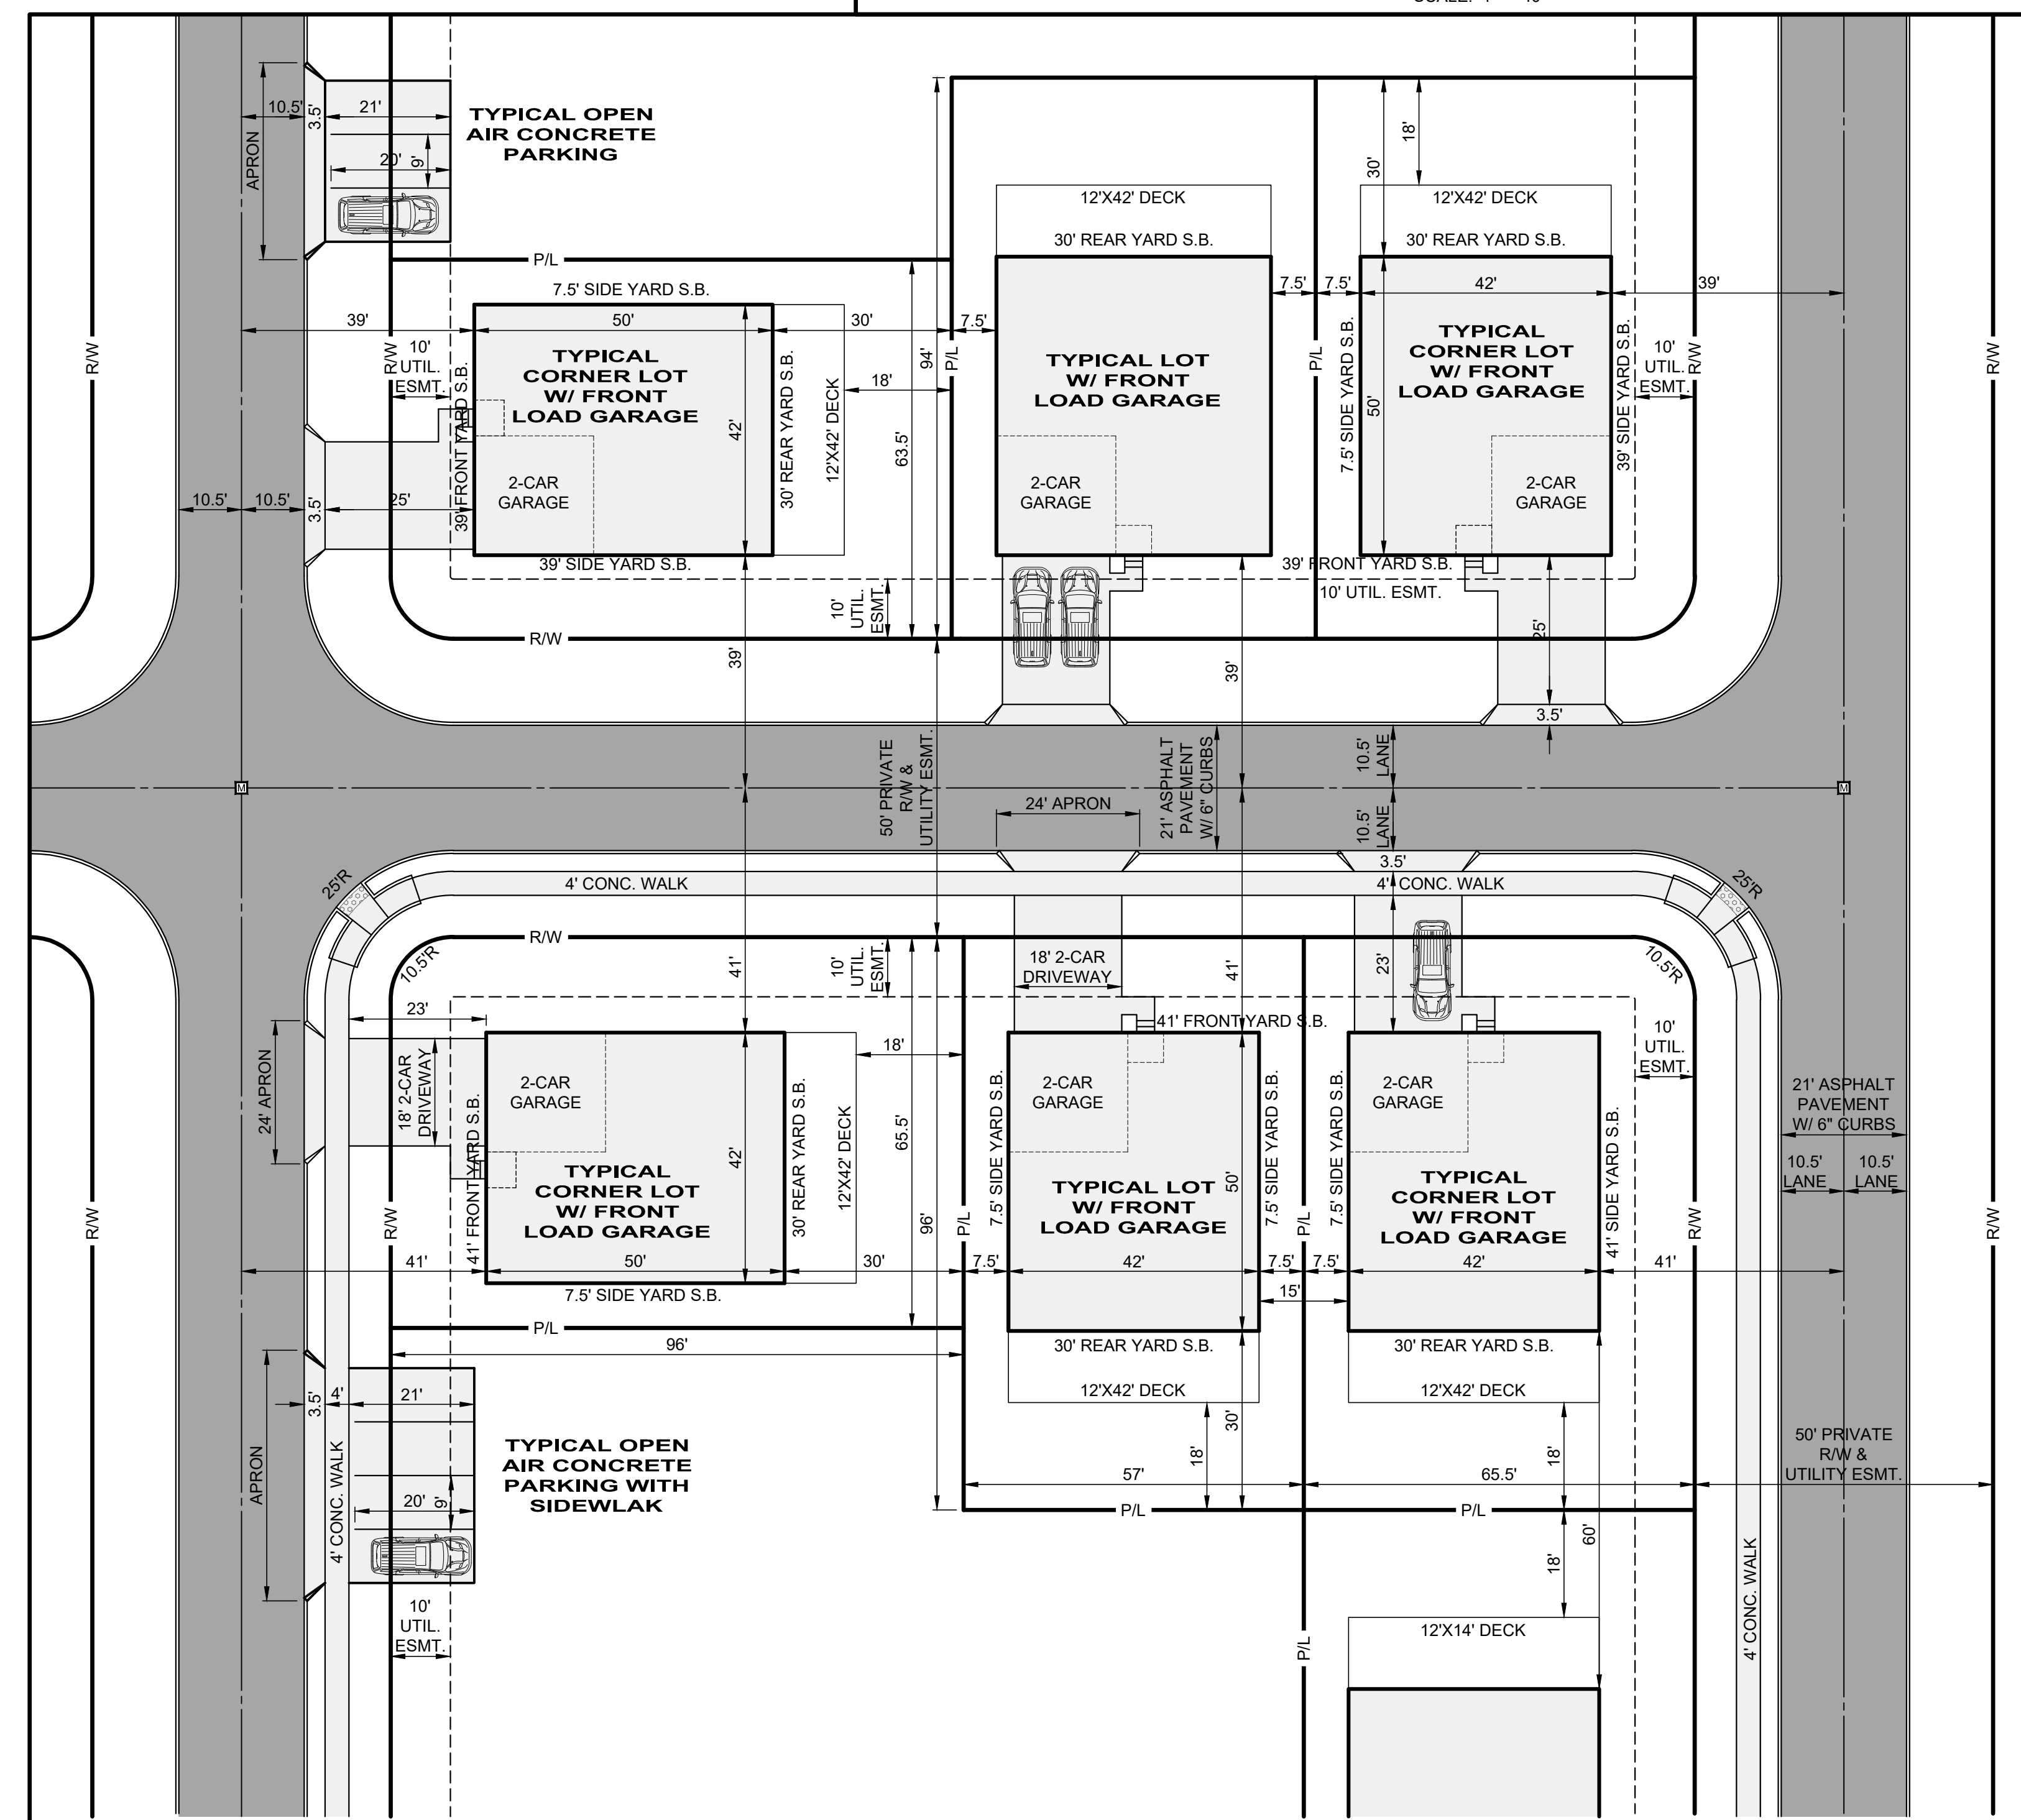 TYPICAL OPEN
AIR CONCRETE
PARKING
10.5'
3.5'
21'
APRON
20'
9'
18'
30'
12'X42' DECK
30' REAR YARD S.B.
12'X42' DECK
30' REAR YARD S.B.
P/L
7.5' SIDE YARD S.B.
39'
50'
30'
7.5'
7.5'
7.5'
42'
39'
R/W
R/W
10'
UTIL.
ESMT.
39' FRONT YARD S.B.
TYPICAL
CORNER LOT
W/ FRONT
LOAD GARAGE
42'
30' REAR YARD S.B.
12'X42' DECK
18'
63.5'
94'
P/L
TYPICAL LOT
W/ FRONT
LOAD GARAGE
P/L
7.5' SIDE YARD S.B.
50'
TYPICAL
CORNER LOT
W/ FRONT
LOAD GARAGE
39' SIDE YARD S.B.
10'
UTIL.
ESMT.
R/W
R/W
2-CAR
GARAGE
2-CAR
GARAGE
2-CAR
GARAGE
10.5'
10.5'
3.5'
25'
39' SIDE YARD S.B.
39' FRONT YARD S.B.
10' UTIL. ESMT.
10'
UTIL.
ESMT.
R/W
39'
39'
25'
3.5'
50' PRIVATE
R/W &
UTILITY ESMT.
21' ASPHALT
PAVEMENT
W/ 6" CURBS
10.5'
LANE
10.5'
LANE
M
M
24' APRON
3.5'
25'R
4' CONC. WALK
4' CONC. WALK
25'R
R/W
10.5'R
41'
10'
UTIL.
ESMT.
18' 2-CAR
DRIVEWAY
41'
23'
10.5'R
23'
41' FRONT YARD S.B.
18'
10'
UTIL.
ESMT.
24' APRON
18' 2-CAR
DRIVEWAY
41' FRONT YARD S.B.
2-CAR
GARAGE
2-CAR
GARAGE
2-CAR
GARAGE
42'
30' REAR YARD S.B.
12'X42' DECK
65.5'
96'
7.5' SIDE YARD S.B.
7.5' SIDE YARD S.B.
7.5' SIDE YARD S.B.
41' SIDE YARD S.B.
21' ASPHALT
PAVEMENT
W/ 6" CURBS
10.5'
LANE
10.5'
LANE
TYPICAL
CORNER LOT
W/ FRONT
LOAD GARAGE
TYPICAL LOT
W/ FRONT
LOAD GARAGE
50'
TYPICAL
CORNER LOT
W/ FRONT
LOAD GARAGE
R/W
R/W
P/L
P/L
R/W
R/W
41'
50'
30'
7.5'
42'
7.5'
7.5'
42'
41'
7.5' SIDE YARD S.B.
15'
P/L
96'
30' REAR YARD S.B.
30' REAR YARD S.B.
3.5'
4'
21'
12'X42' DECK
12'X42' DECK
APRON
4' CONC. WALK
20'
9'
TYPICAL OPEN
AIR CONCRETE
PARKING WITH
SIDEWLAK
18'
30'
18'
57'
65.5'
50' PRIVATE
R/W &
UTILITY ESMT.
P/L
P/L
18'
60'
10'
UTIL.
ESMT.
12'X14' DECK
P/L
4' CONC. WALK